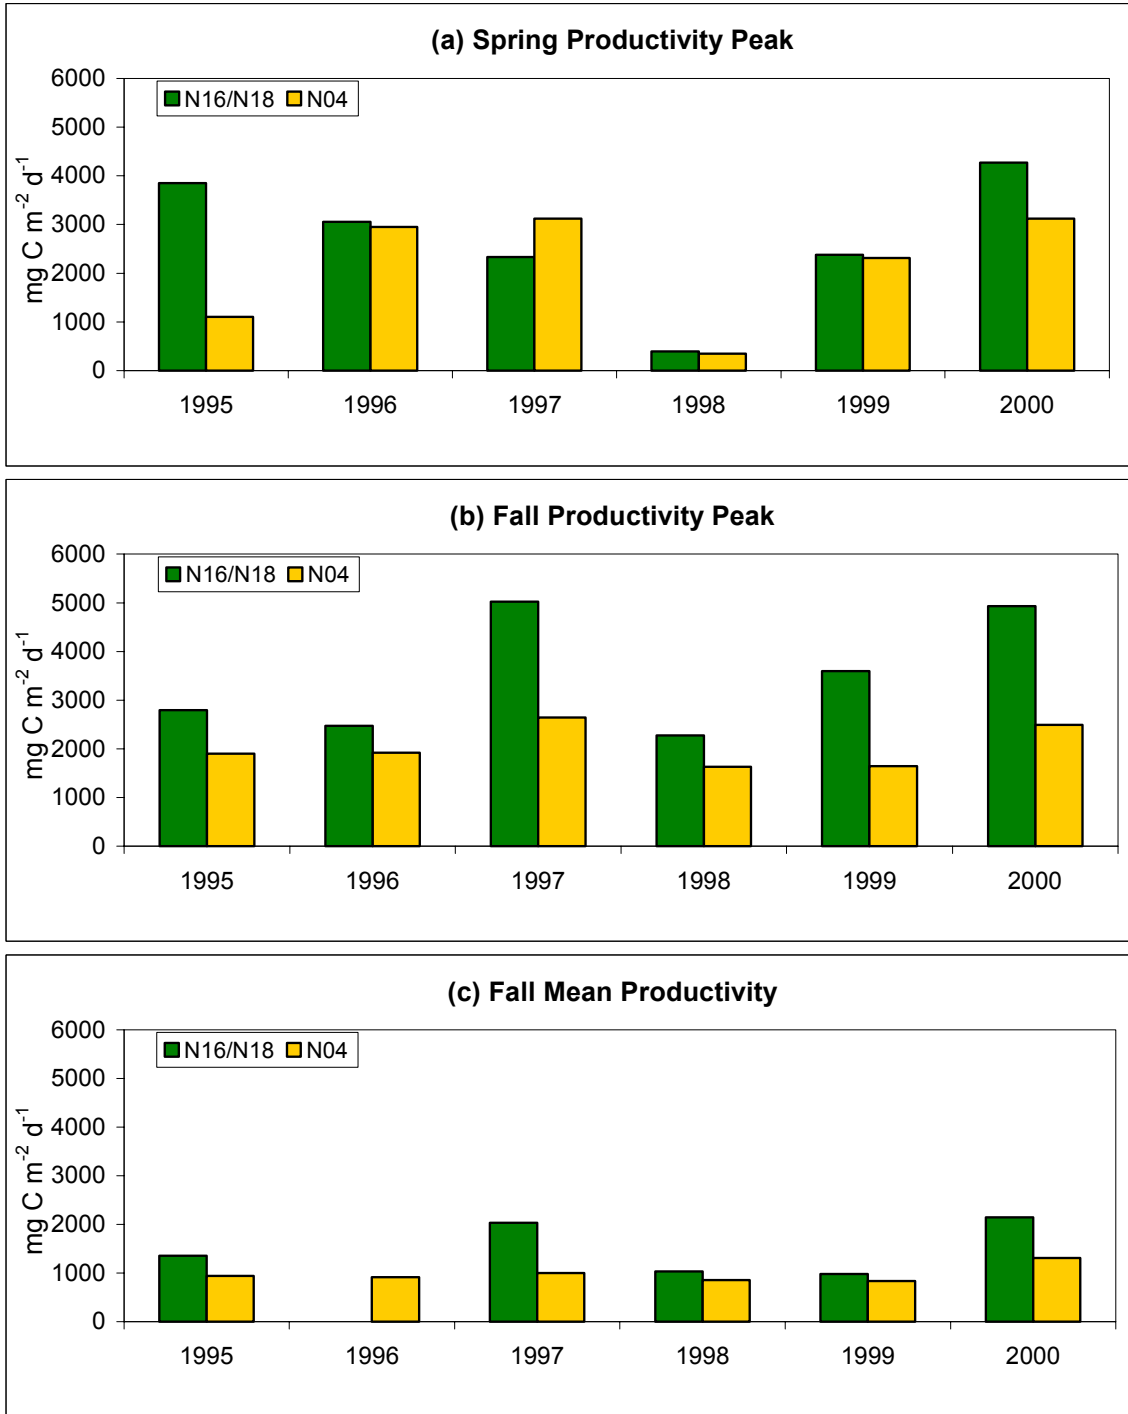 (a) Spring Productivity Peak
6000
N16/N18 N04
5000
4000
3000
2000
1000
0
mg C m⁻² d⁻¹
1995 1996 1997 1998 1999 2000
(b) Fall Productivity Peak
6000
N16/N18 N04
5000
4000
3000
2000
1000
0
mg C m⁻² d⁻¹
1995 1996 1997 1998 1999 2000
(c) Fall Mean Productivity
6000
N16/N18 N04
5000
4000
3000
2000
1000
0
mg C m⁻² d⁻¹
1995 1996 1997 1998 1999 2000